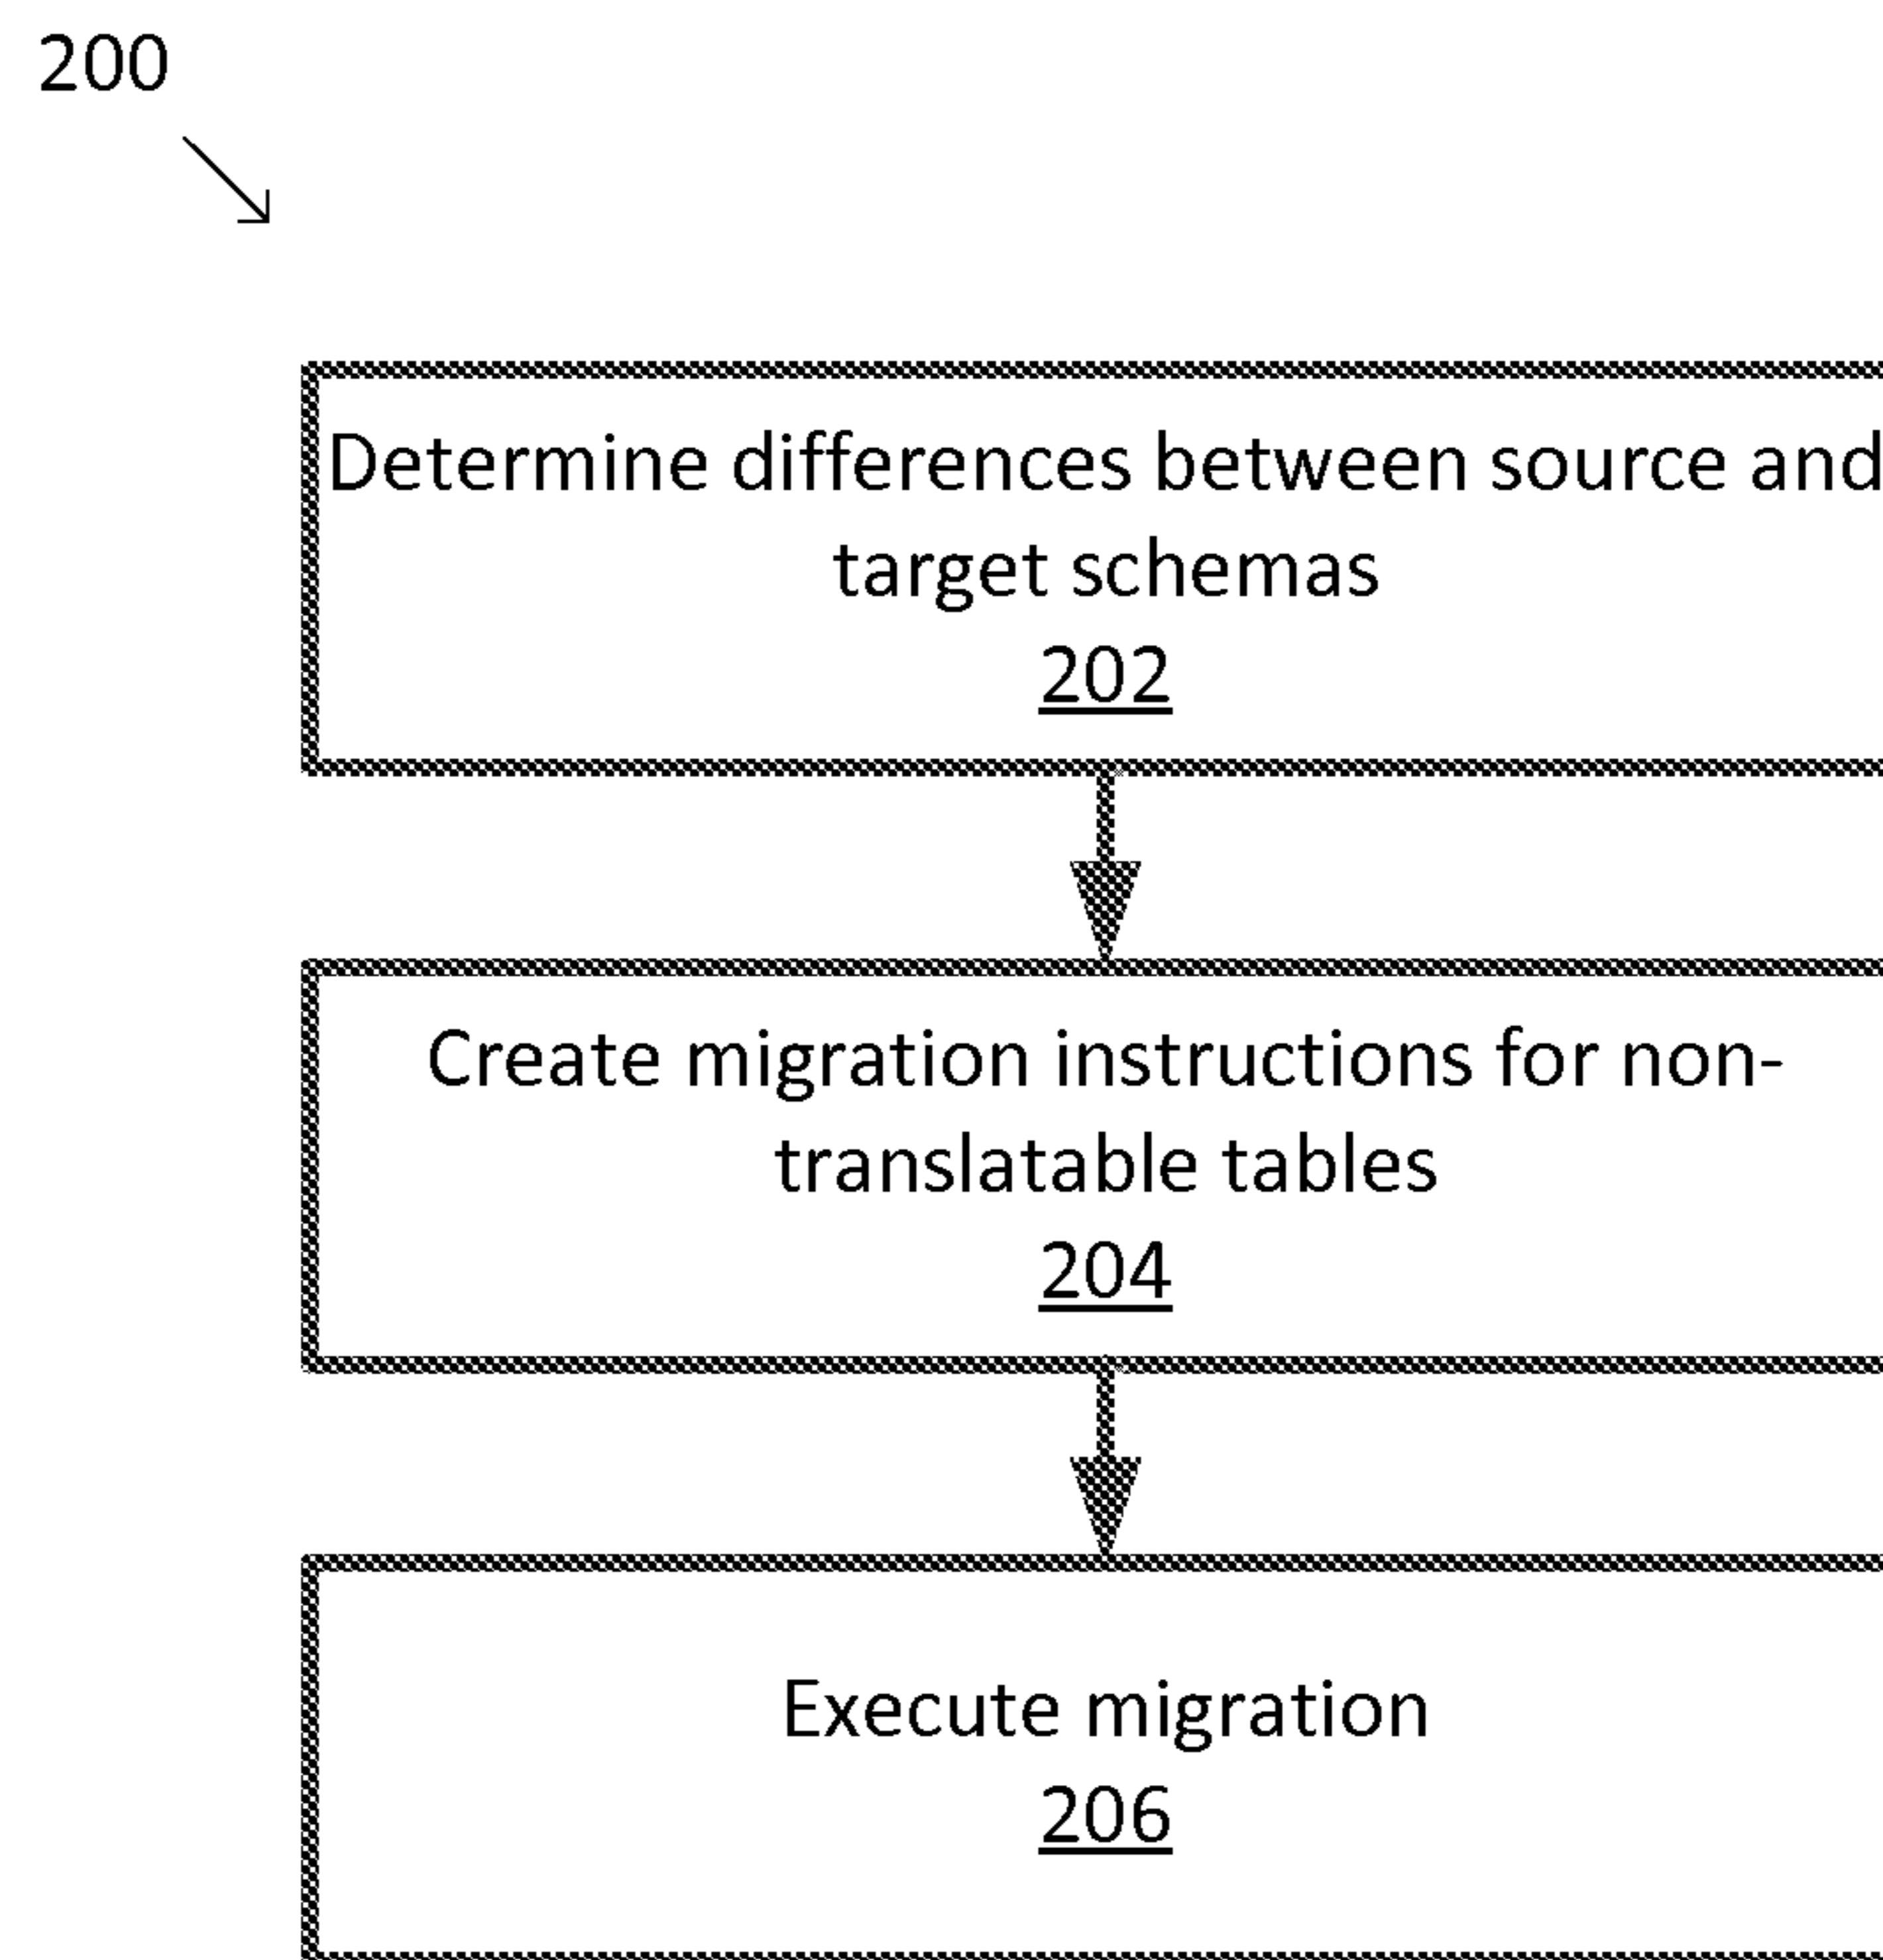 200
Determine differences between source and
target schemas
202
Create migration instructions for non-
translatable tables
204
Execute migration
206